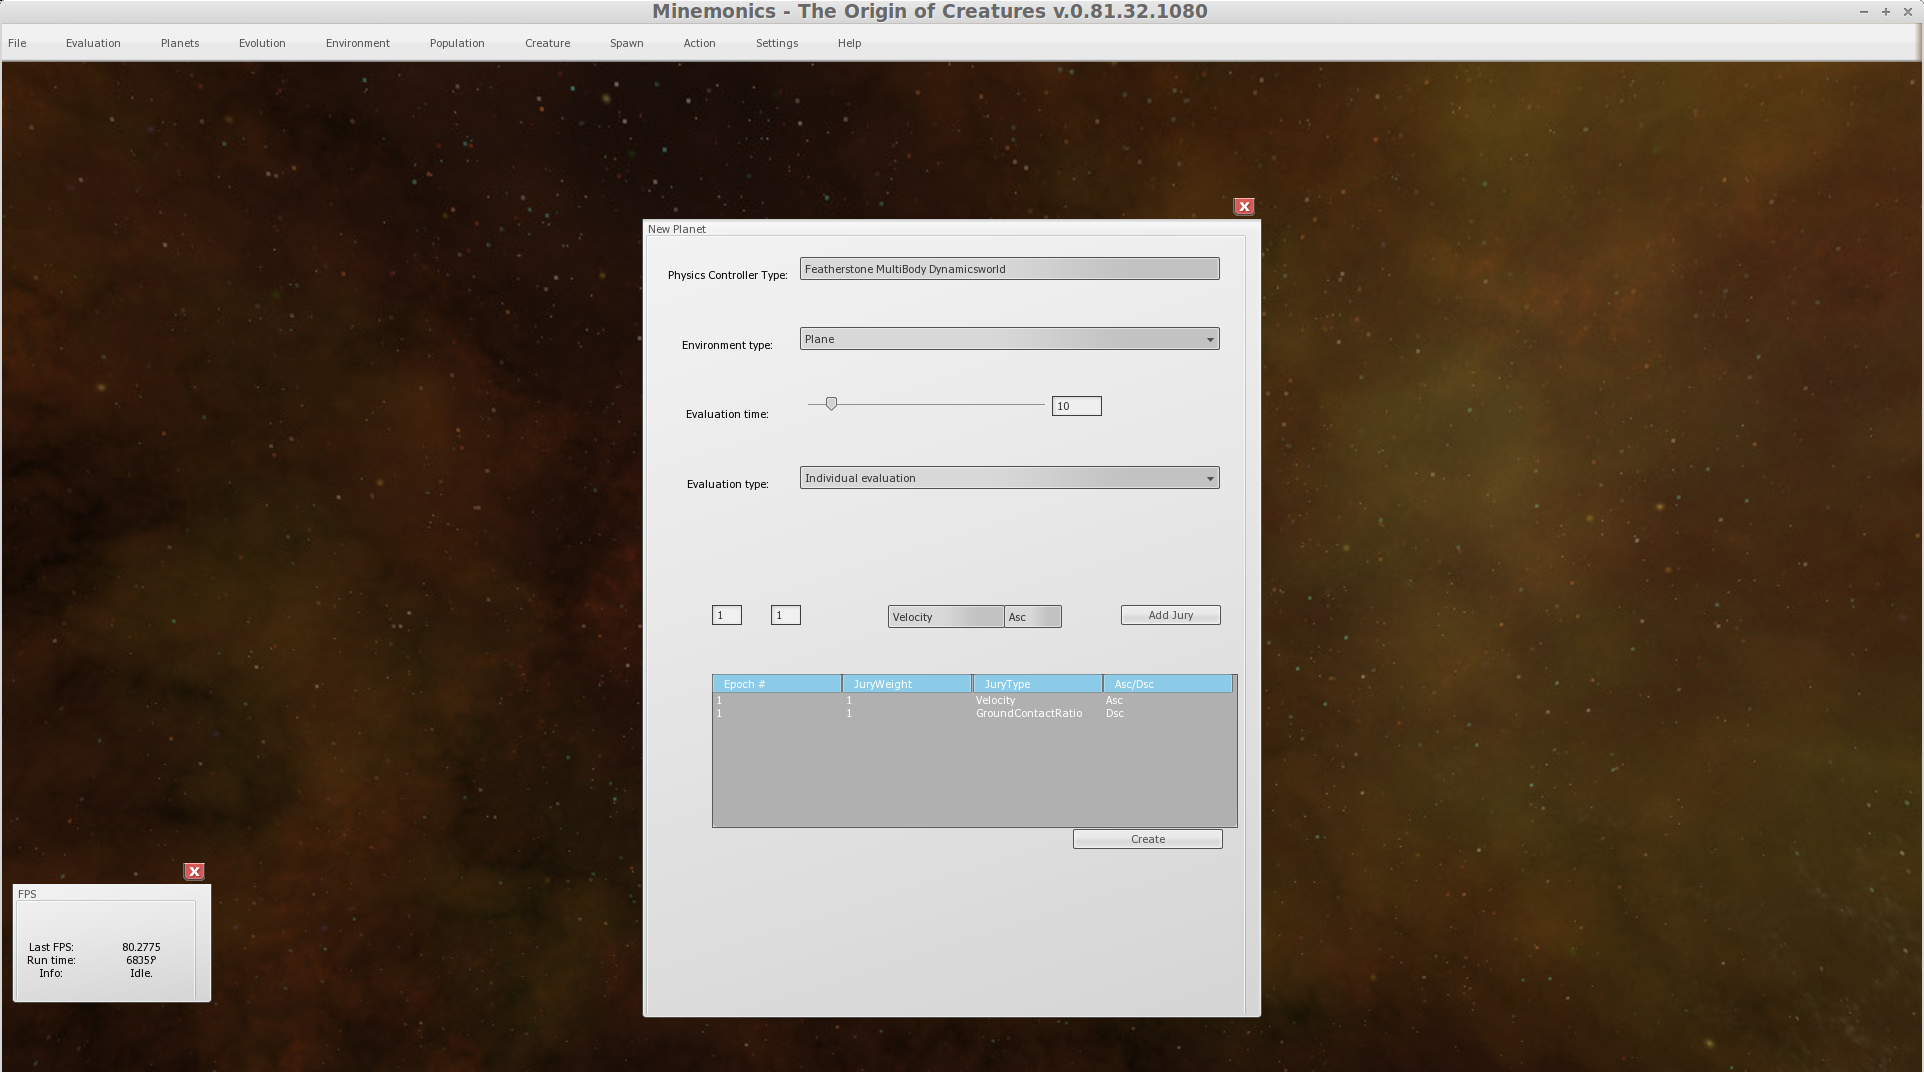 Minemonics - The Origin of Creatures v.0.81.32.1080
File Evaluation Planets Evolution Environment Population Creature Spawn Action Settings Help
New Planet
Physics Controller Type: Featherstone MultiBody Dynamicsworld
Environment type: Plane
Evaluation time: 10
Evaluation type: Individual evaluation
1 1 Velocity Asc Add Jury
Epoch # JuryWeight JuryType Asc/Dsc
1 1 Velocity Asc
1 1 GroundContactRatio Dsc
Create
FPS
Last FPS: 80.2775
Run time:
Info: Idle.